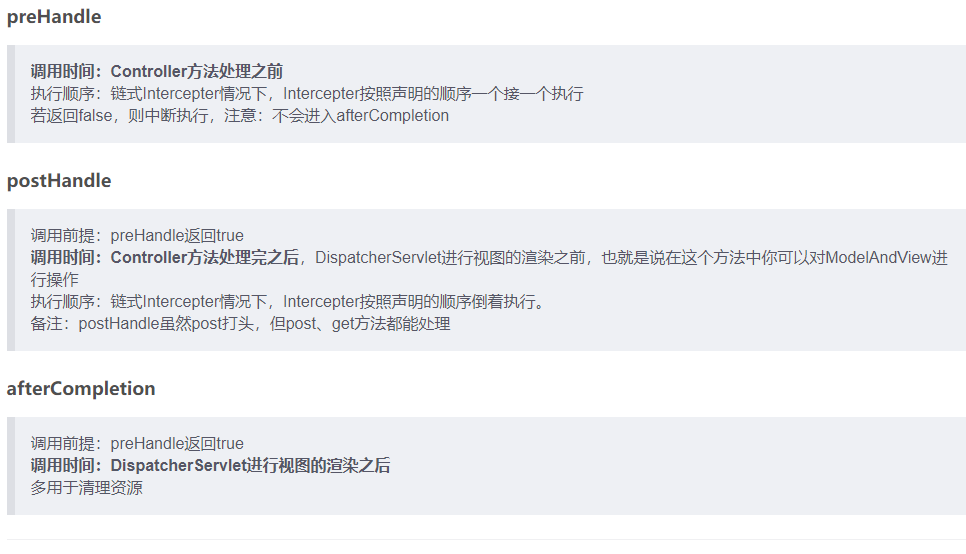 preHandle
调用时间：Controller方法处理之前
执行顺序：链式Intercepter情况下，Intercepter按照声明的顺序一个接一个执行
若返回false，则中断执行，注意：不会进入afterCompletion
postHandle
调用前提：preHandle返回true
调用时间：Controller方法处理完之后，DispatcherServlet进行视图的渲染之前，也就是说在这个方法中你可以对ModelAndView进
行操作
执行顺序：链式Intercepter情况下，Intercepter按照声明的顺序倒着执行。
备注：postHandle虽然post打头，但post、get方法都能处理
afterCompletion
调用前提：preHandle返回true
调用时间：DispatcherServlet进行视图的渲染之后
多用于清理资源